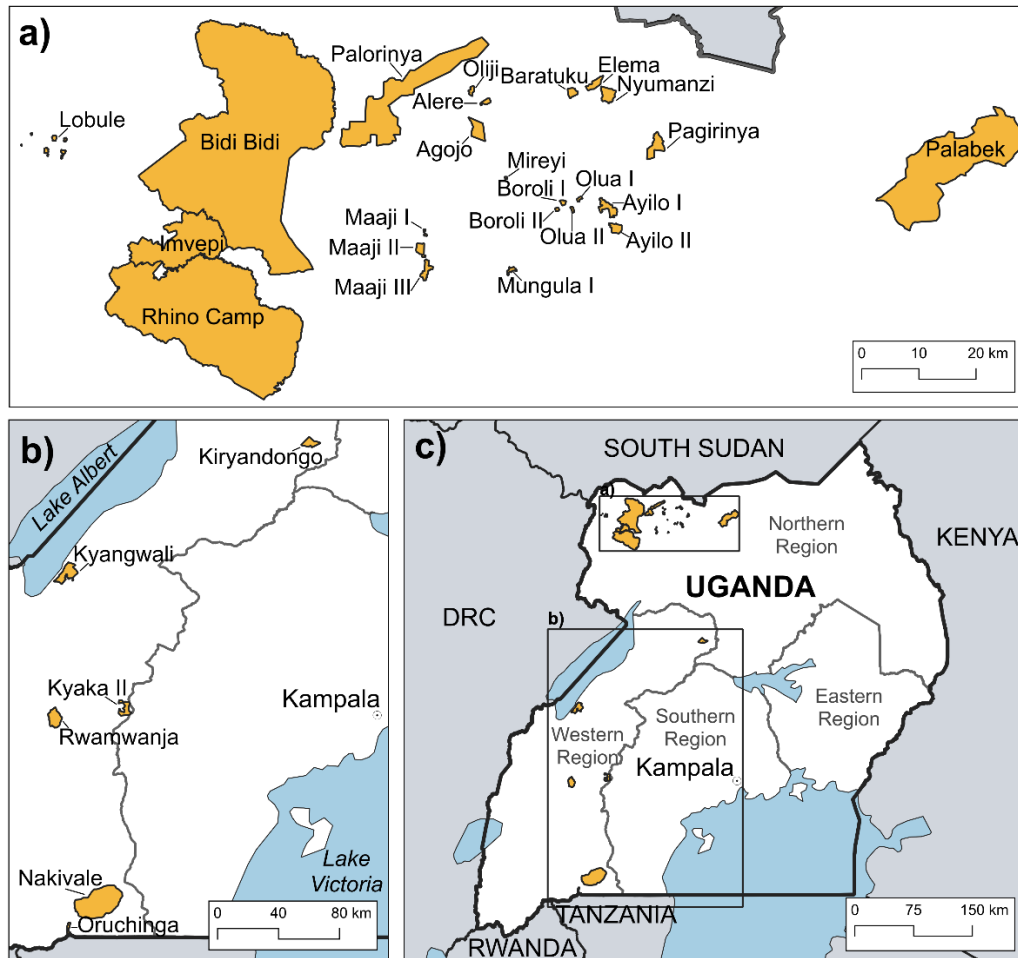 a)
Palorinya
Oliji
Elema
Baratuku
Nyumanzi
Alere
Lobule
Bidi Bidi
Agojo
Pagirinya
Palabek
Mireyi
Olua I
Boroli I
Ayilo I
Maaji I
Boroli II
Olua II
Ayilo II
Imvepi
Maaji II
Maaji III
Mungula I
Rhino Camp
0 10 20 km
b)
Kiryandongo
Lake Albert
Kyangwali
Kyaka II
Kampala
Rwamwanja
Nakivale
Lake
Victoria
Oruchinga
0 40 80 km
c)
SOUTH SUDAN
a)
Northern
Region
KENYA
UGANDA
DRC
b)
Eastern
Region
Southern
Region
Western
Region
Kampala
TANZANIA
RWANDA
0 75 150 km